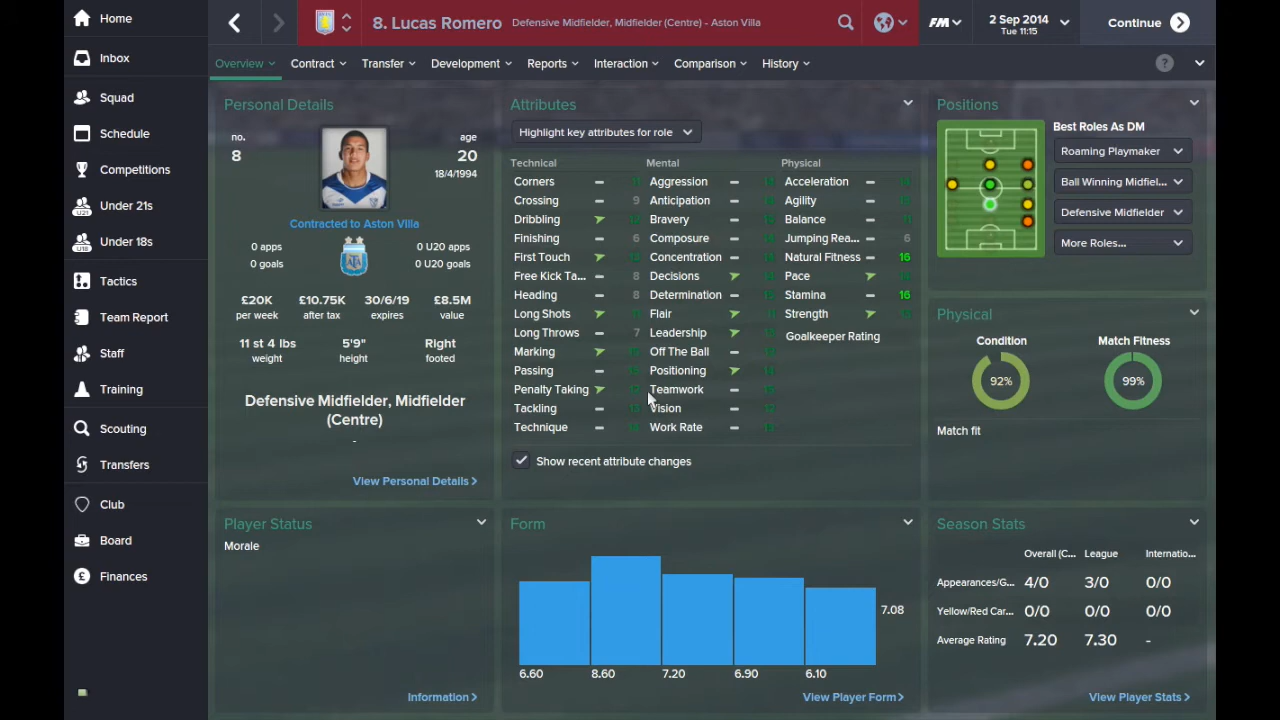 Home
8. Lucas Romero
Defensive Midfielder, Midfielder (Centre) - Aston Villa
FM
2 Sep 2014
Tue 11:15
Continue
Inbox
Squad
Schedule
Competitions
U21
Under 21s
U18
Under 18s
Tactics
Team Report
Staff
Training
Scouting
Transfers
Club
Board
Finances
Overview
Contract
Transfer
Development
Reports
Interaction
Comparison
History
Personal Details
no.
8
age
20
18/4/1994
Contracted to Aston Villa
0 apps
0 goals
0 U20 apps
0 U20 goals
£20K
per week
£10.75K
after tax
30/6/19
expires
£8.5M
value
11 st 4 lbs
weight
5'9"
height
Right
footed
Defensive Midfielder, Midfielder
(Centre)
-
View Personal Details
Attributes
Highlight key attributes for role
Technical
Corners
Crossing 9
Dribbling
Finishing 6
First Touch
Free Kick Ta... 8
Heading 8
Long Shots
Long Throws 7
Marking
Passing
Penalty Taking
Tackling
Technique
Mental
Aggression
Anticipation
Bravery
Composure
Concentration
Decisions
Determination
Flair
Leadership
Off The Ball
Positioning
Teamwork
Vision
Work Rate
Physical
Acceleration
Agility
Balance
Jumping Rea... 6
Natural Fitness 16
Pace
Stamina 16
Strength
Goalkeeper Rating
Show recent attribute changes
Positions
Best Roles As DM
Roaming Playmaker
Ball Winning Midfiel...
Defensive Midfielder
More Roles...
Physical
Condition
92%
Match Fitness
99%
Match fit
Player Status
Morale
Information
Form
7.08
6.60 8.60 7.20 6.90 6.10
View Player Form
Season Stats
Overall (C... League Internatio...
Appearances/G... 4/0 3/0 0/0
Yellow/Red Car... 0/0 0/0 0/0
Average Rating 7.20 7.30 -
View Player Stats